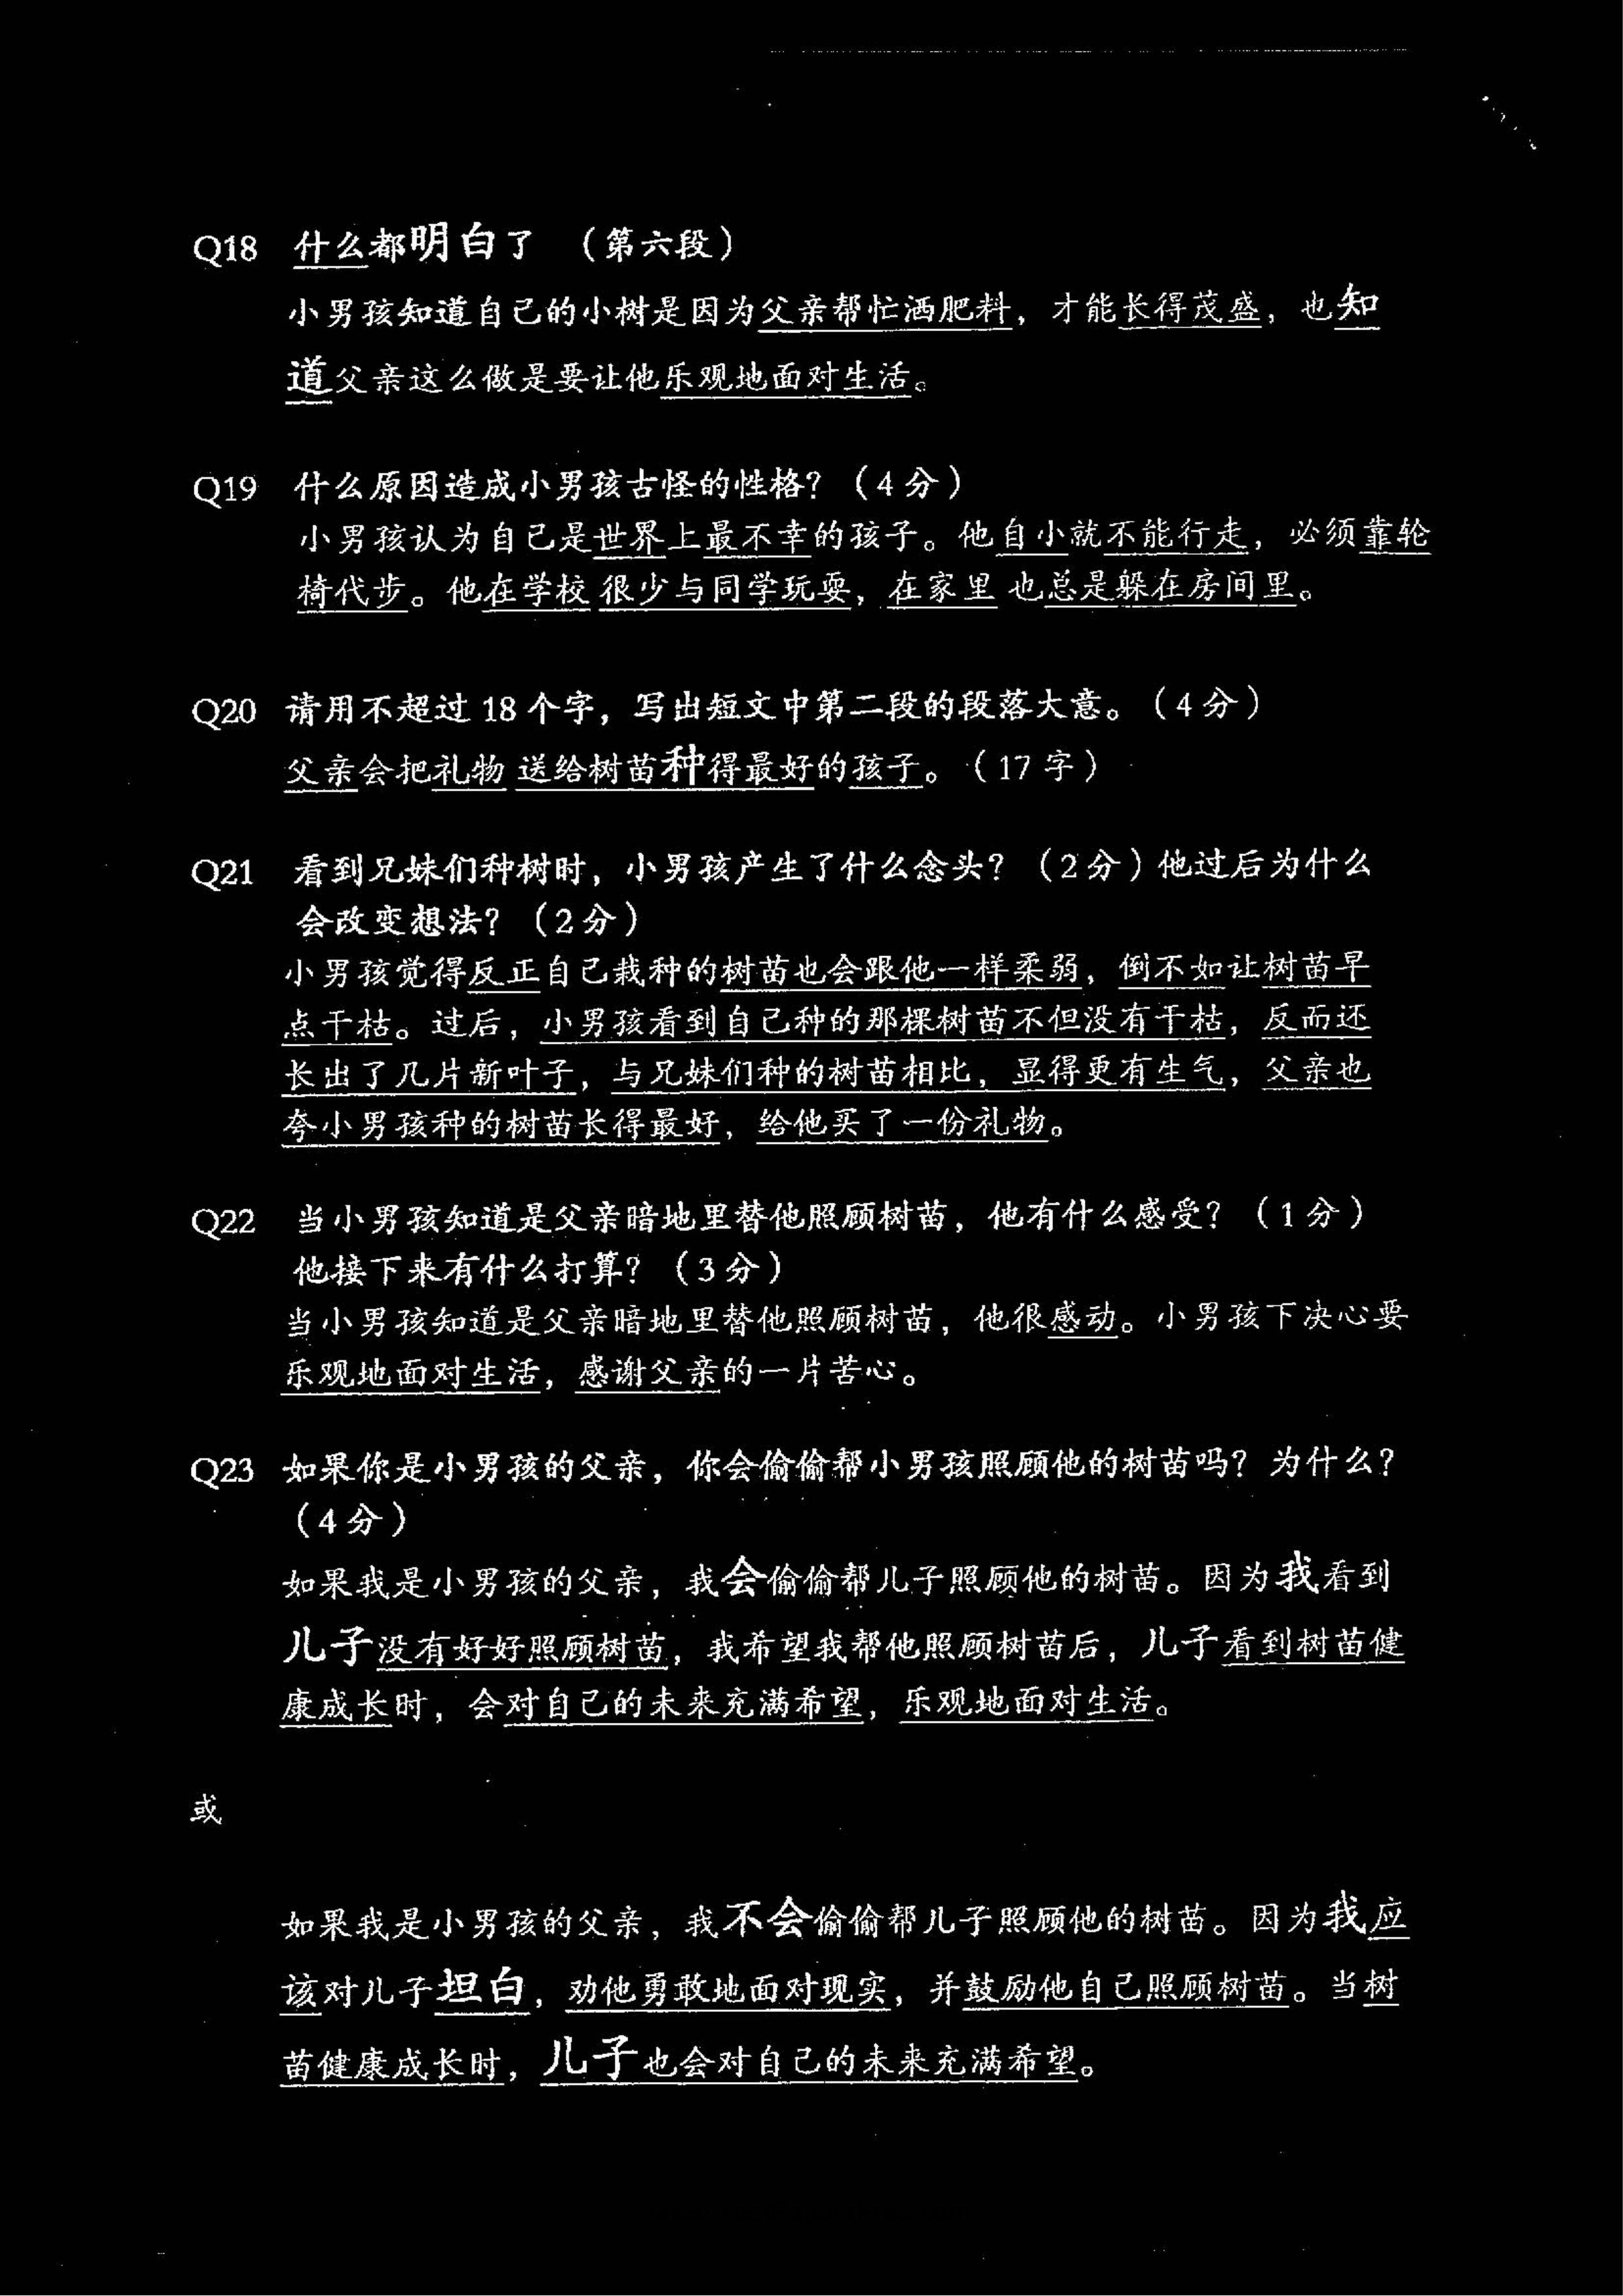 Q18 什么都明白了 （第六段）
小男孩知道自己的小树是因为父亲帮忙洒肥料，才能长得茂盛，也知
道父亲这么做是要让他乐观地面对生活。
Q19 什么原因造成小男孩古怪的性格？（4分）
小男孩认为自己是世界上最不幸的孩子。他自小就不能行走，必须靠轮
椅代步。他在学校很少与同学玩耍，在家里也总是躲在房间里。
Q20 请用不超过18个字，写出短文中第二段的段落大意。（4分）
父亲会把礼物送给树苗种得最好的孩子。（17字）
Q21 看到兄妹们种树时，小男孩产生了什么念头？（2分）他过后为什么
会改变想法？（2分）
小男孩觉得反正自己栽种的树苗也会跟他一样柔弱，倒不如让树苗早
点干枯。过后，小男孩看到自己种的那棵树苗不但没有干枯，反而还
长出了几片新叶子，与兄妹们种的树苗相比，显得更有生气，父亲也
夸小男孩种的树苗长得最好，给他买了一份礼物。
Q22 当小男孩知道是父亲暗地里替他照顾树苗，他有什么感受？（1分）
他接下来有什么打算？（3分）
当小男孩知道是父亲暗地里替他照顾树苗，他很感动。小男孩下决心要
乐观地面对生活，感谢父亲的一片苦心。
Q23 如果你是小男孩的父亲，你会偷偷帮小男孩照顾他的树苗吗？为什么？
（4分）
如果我是小男孩的父亲，我会偷偷帮儿子照顾他的树苗。因为我看到
儿子没有好好照顾树苗，我希望我帮他照顾树苗后，儿子看到树苗健
康成长时，会对自己的未来充满希望，乐观地面对生活。
或
如果我是小男孩的父亲，我不会偷偷帮儿子照顾他的树苗。因为我应
该对儿子坦白，劝他勇敢地面对现实，并鼓励他自己照顾树苗。当树
苗健康成长时，儿子也会对自己的未来充满希望。